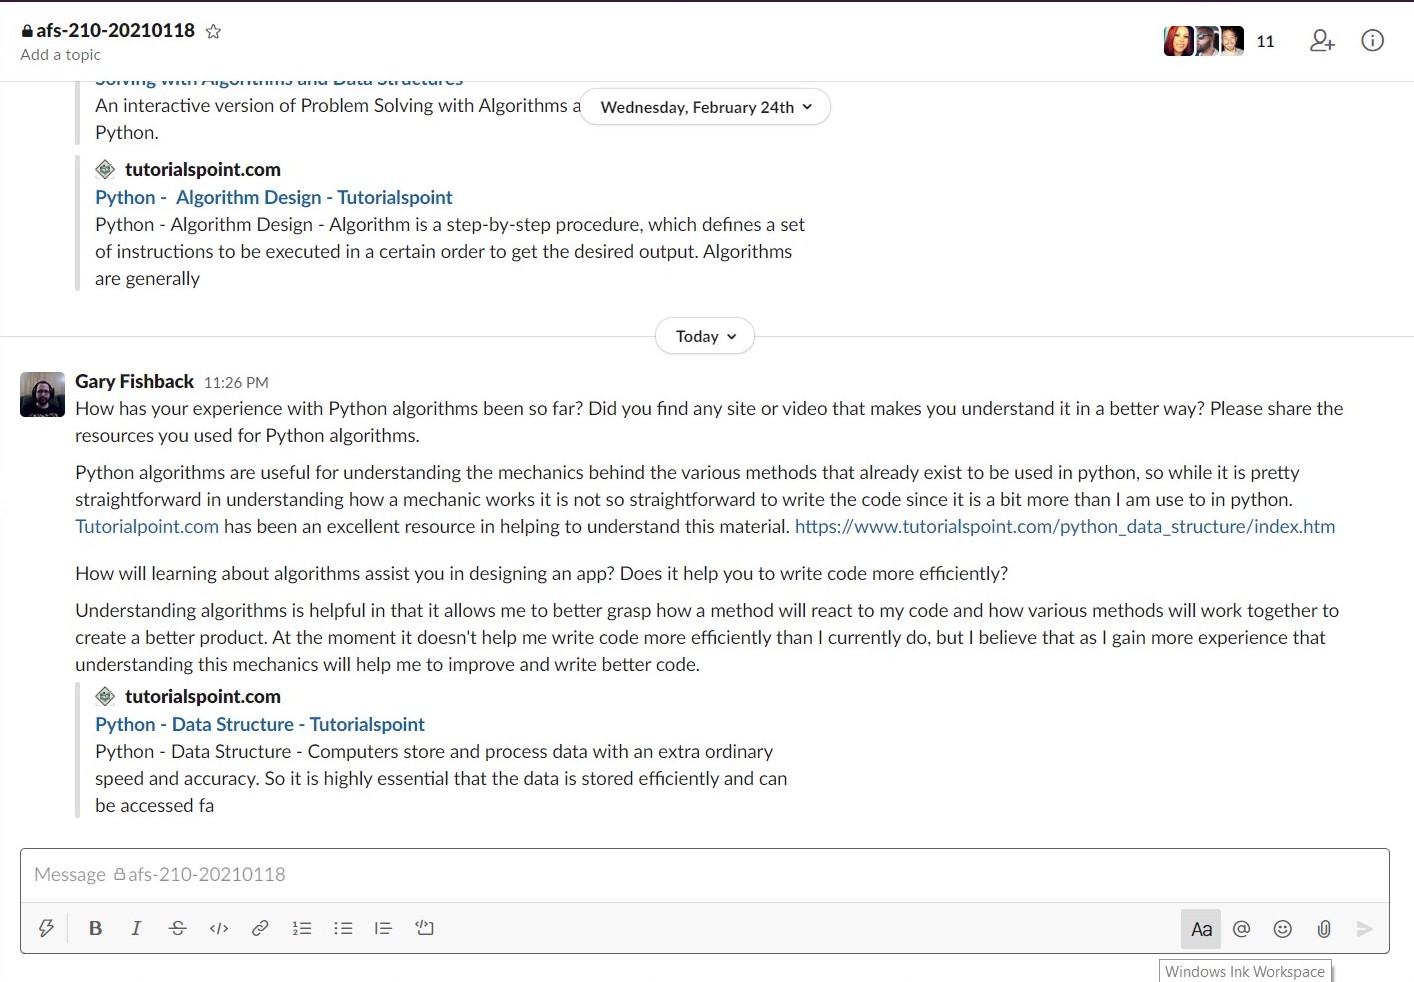 afs-210-20210118
11
Add a topic
Solving with Algorithms and Data Structures
An interactive version of Problem Solving with Algorithms a
Wednesday, February 24th
Python.
tutorialspoint.com
Python - Algorithm Design - Tutorialspoint
Python - Algorithm Design - Algorithm is a step-by-step procedure, which defines a set
of instructions to be executed in a certain order to get the desired output. Algorithms
are generally
Today
Gary Fishback 11:26 PM
How has your experience with Python algorithms been so far? Did you find any site or video that makes you understand it in a better way? Please share the
resources you used for Python algorithms.
Python algorithms are useful for understanding the mechanics behind the various methods that already exist to be used in python, so while it is pretty
straightforward in understanding how a mechanic works it is not so straightforward to write the code since it is a bit more than I am use to in python.
Tutorialpoint.com has been an excellent resource in helping to understand this material. https://www.tutorialspoint.com/python_data_structure/index.htm
How will learning about algorithms assist you in designing an app? Does it help you to write code more efficiently?
Understanding algorithms is helpful in that it allows me to better grasp how a method will react to my code and how various methods will work together to
create a better product. At the moment it doesn't help me write code more efficiently than I currently do, but I believe that as I gain more experience that
understanding this mechanics will help me to improve and write better code.
tutorialspoint.com
Python - Data Structure - Tutorialspoint
Python - Data Structure - Computers store and process data with an extra ordinary
speed and accuracy. So it is highly essential that the data is stored efficiently and can
be accessed fa
Message afs-210-20210118
B I S </> Aa @
Windows Ink Workspace